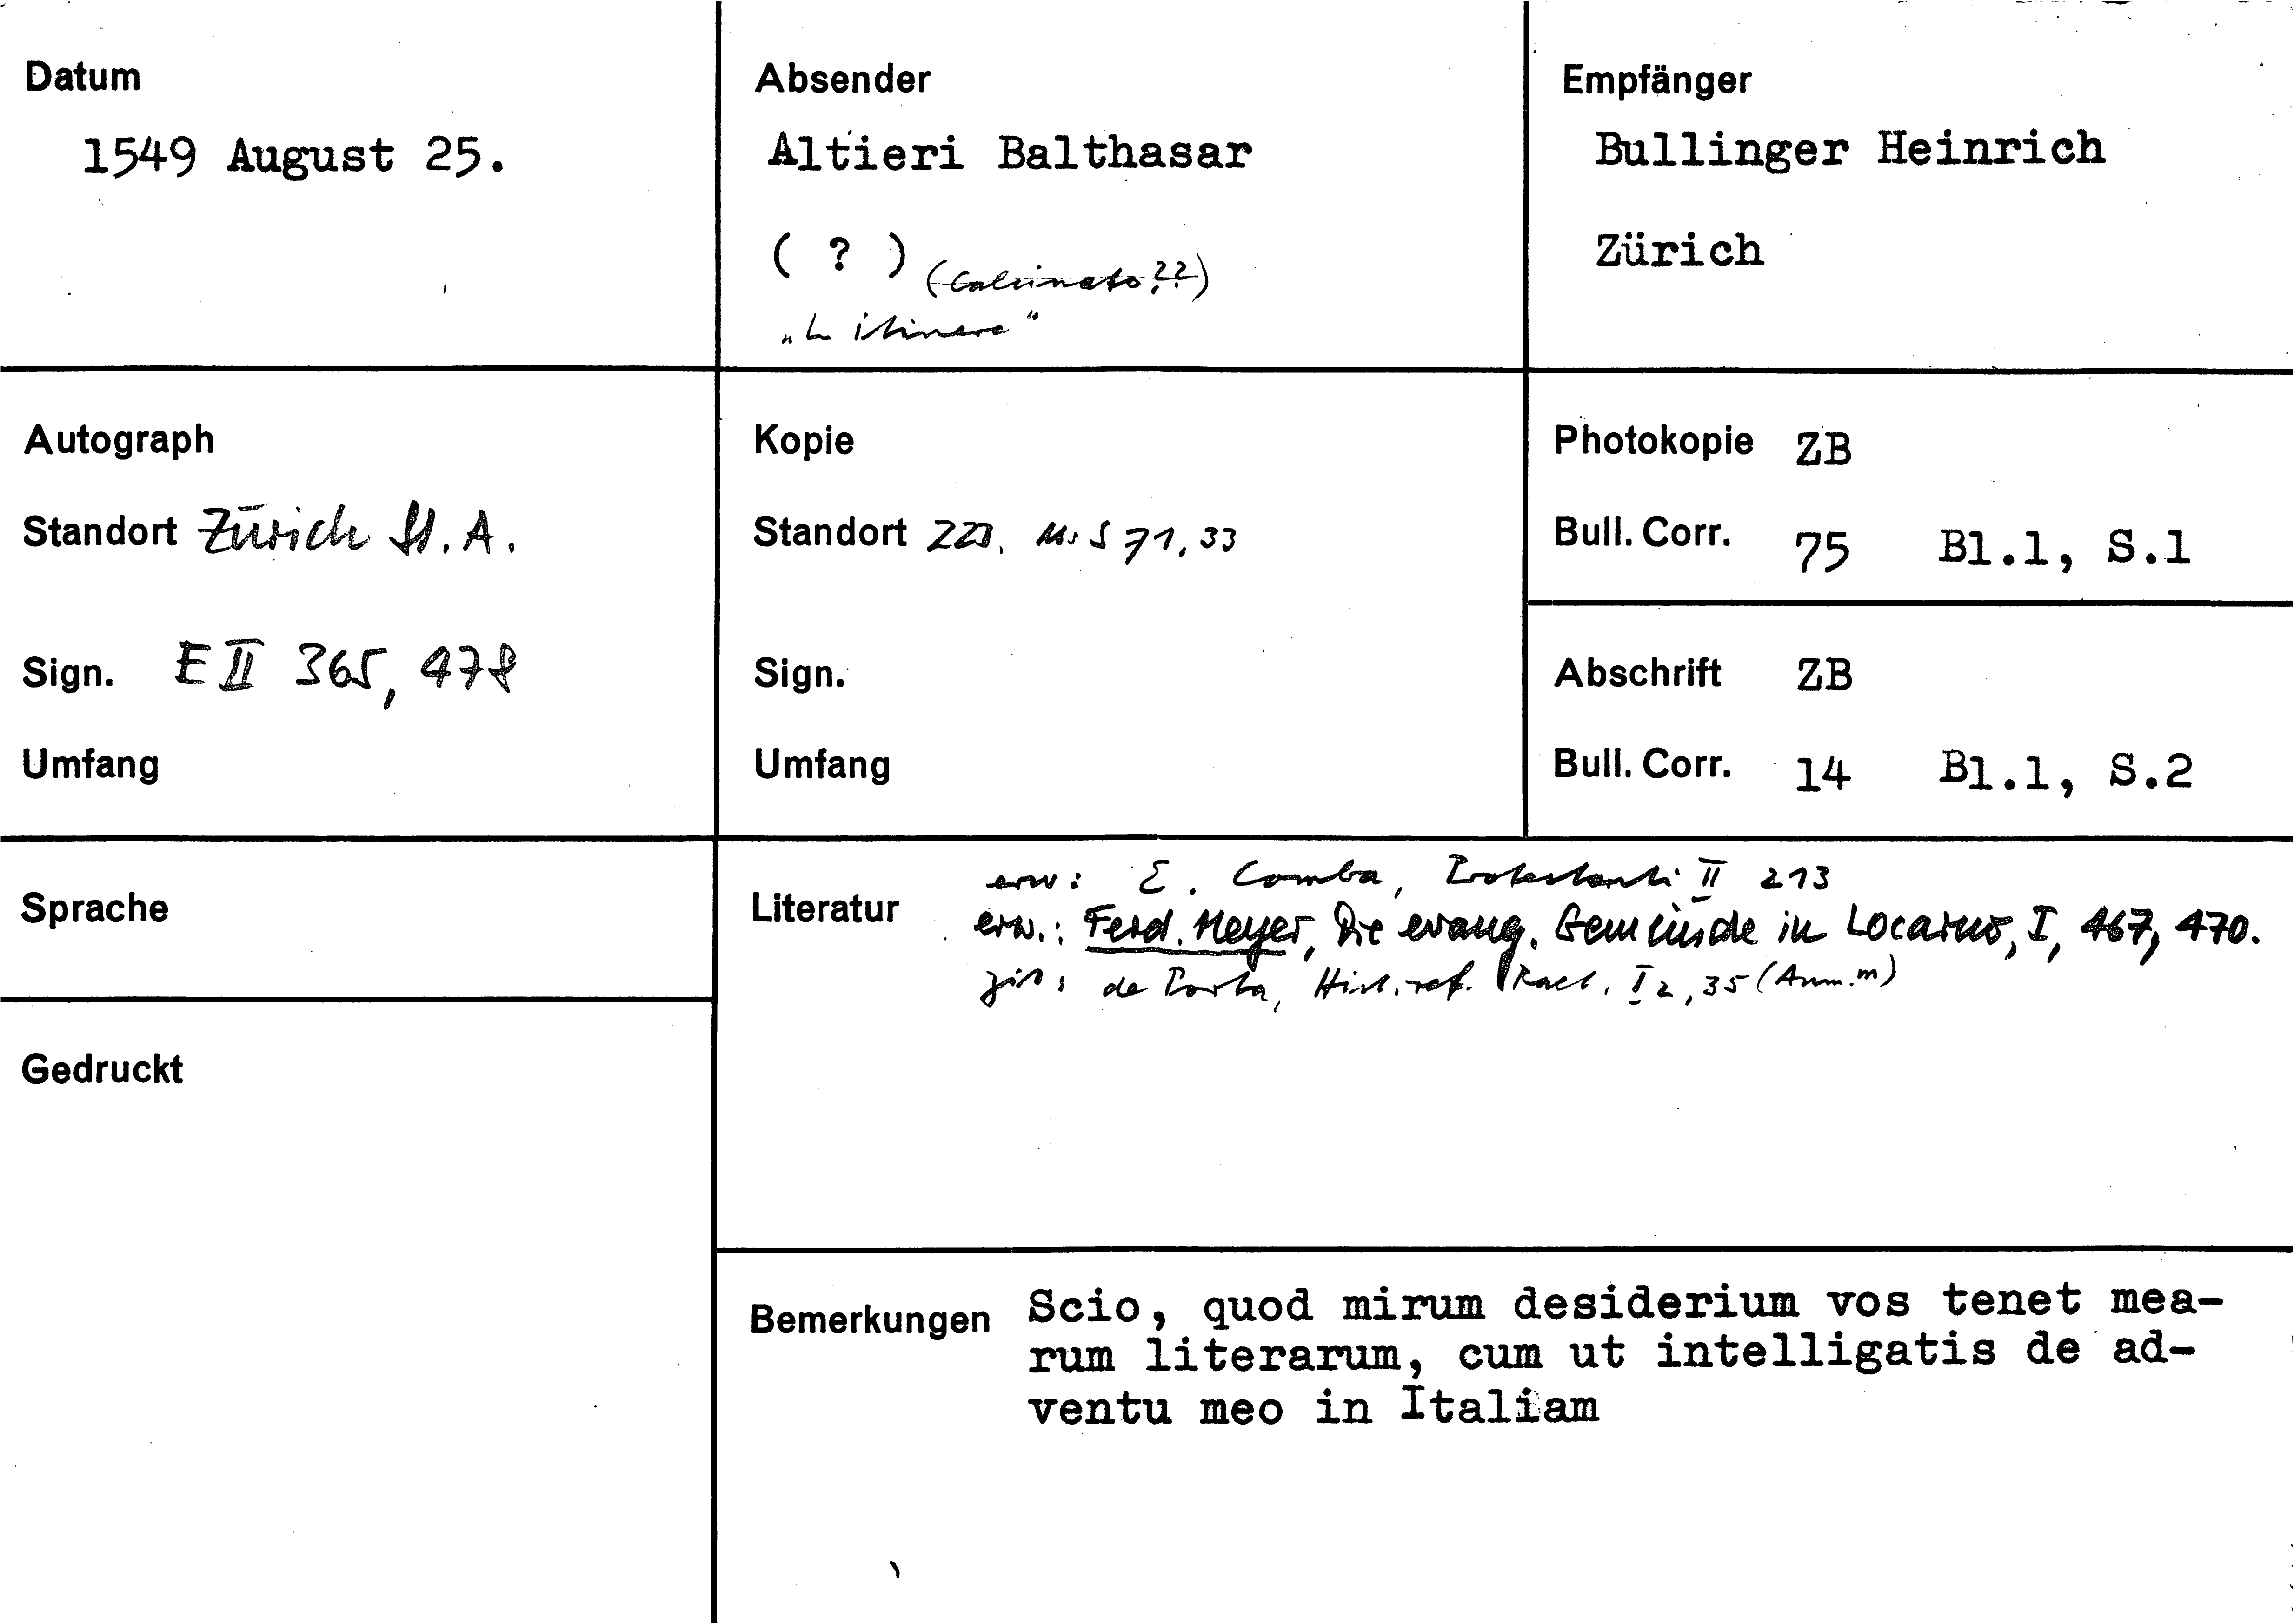 Datum
1549 August 25.
Absender
Altieri Balthasar
( ? ) (Calcinato??)
"In itinere"
Empfänger
Bullinger Heinrich
Zürich
Autograph
Standort Zürich St.A.
Sign. E II 365, 478
Umfang
Kopie
Standort ZB, Ms S 71, 33
Sign.
Umfang
Photokopie ZB
Bull. Corr. 75 Bl.1, S.1
Abschrift ZB
Bull. Corr. 14 Bl.1, S.2
Sprache
Gedruckt
Literatur
erw: E. Comba, Protestanti II 213
erw.: Ferd. Meyer, Die evang. Gemeinde in Locarno, I, 467, 470.
zit: de Porta, Hist. ref. Raet. I 2, 35 (Anm. m)
Bemerkungen
Scio, quod mirum desiderium vos tenet mea-
rum literarum, cum ut intelligatis de ad-
ventu meo in Italiam